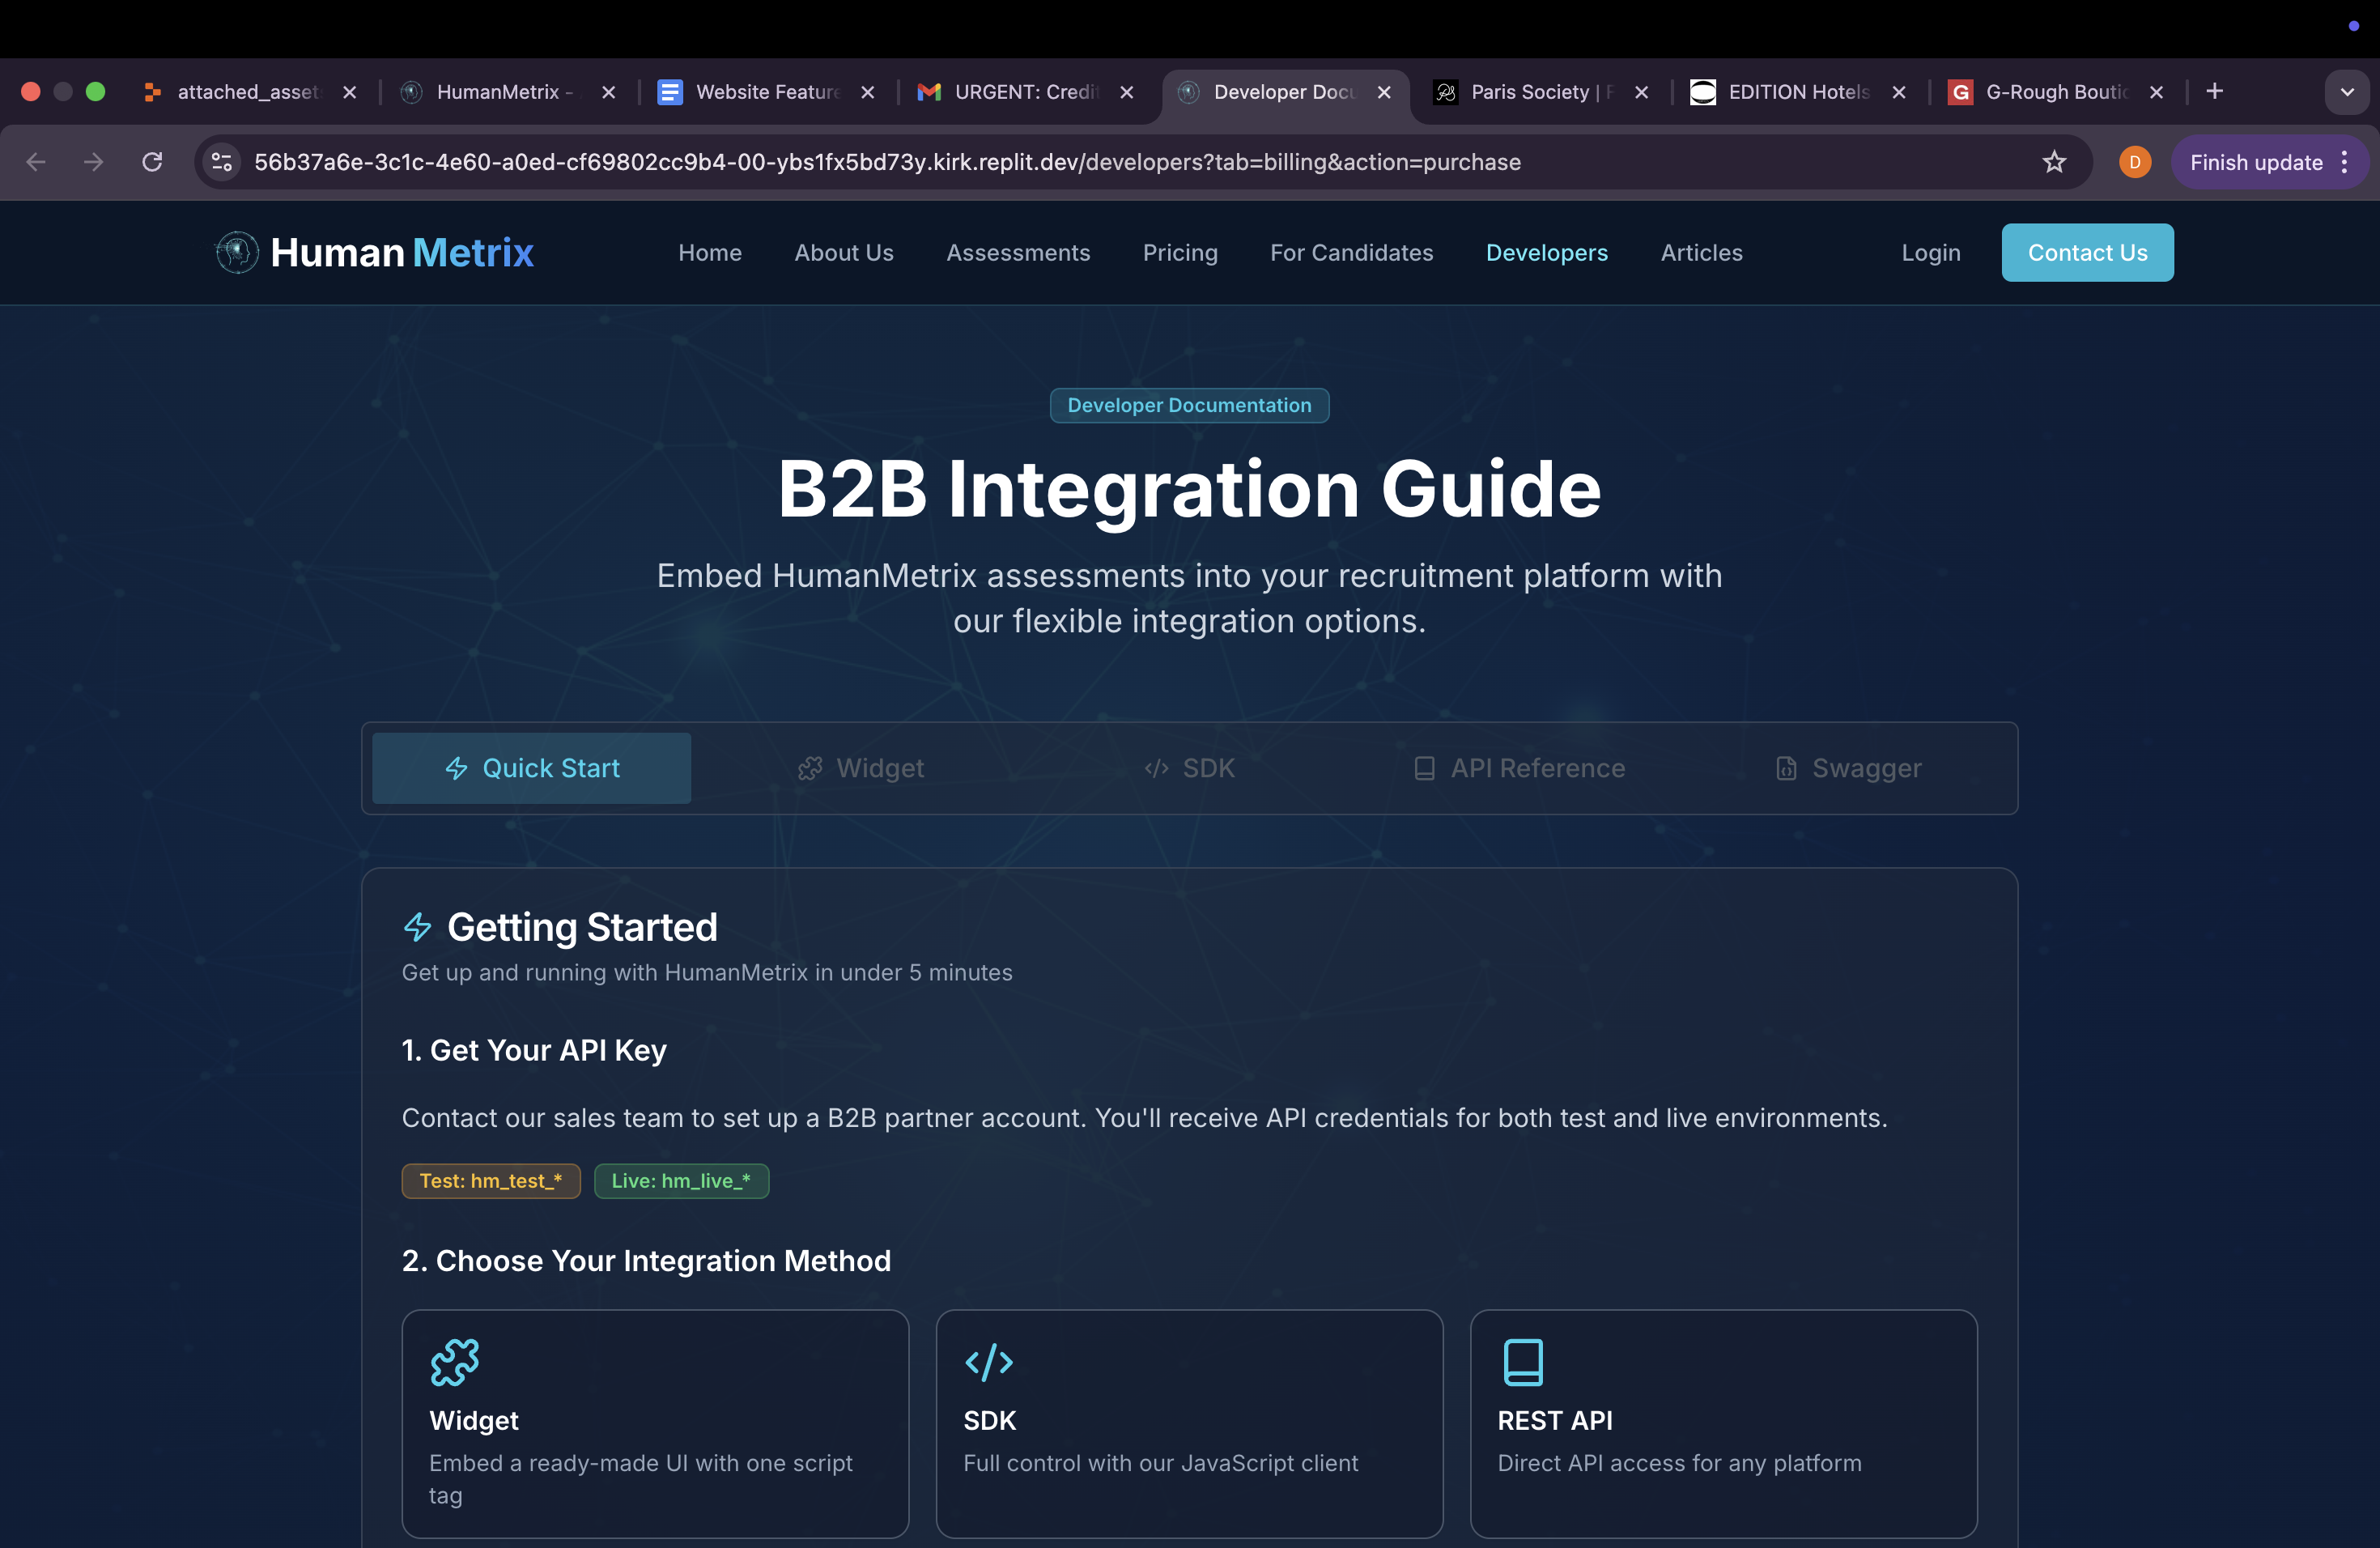 attached_asset
HumanMetrix -
Website Feature
URGENT: Credi
Developer Docu
Paris Society |
EDITION Hotels
G-Rough Boutic
56b37a6e-3c1c-4e60-a0ed-cf69802cc9b4-00-ybs1fx5bd73y.kirk.replit.dev/developers?tab=billing&action=purchase
D
Finish update
HumanMetrix
Home
About Us
Assessments
Pricing
For Candidates
Developers
Articles
Login
Contact Us
Developer Documentation
B2B Integration Guide
Embed HumanMetrix assessments into your recruitment platform with
our flexible integration options.
Quick Start
Widget
SDK
API Reference
Swagger
Getting Started
Get up and running with HumanMetrix in under 5 minutes
1. Get Your API Key
Contact our sales team to set up a B2B partner account. You'll receive API credentials for both test and live environments.
Test: hm_test_*
Live: hm_live_*
2. Choose Your Integration Method
Widget
Embed a ready-made UI with one script
tag
SDK
Full control with our JavaScript client
REST API
Direct API access for any platform